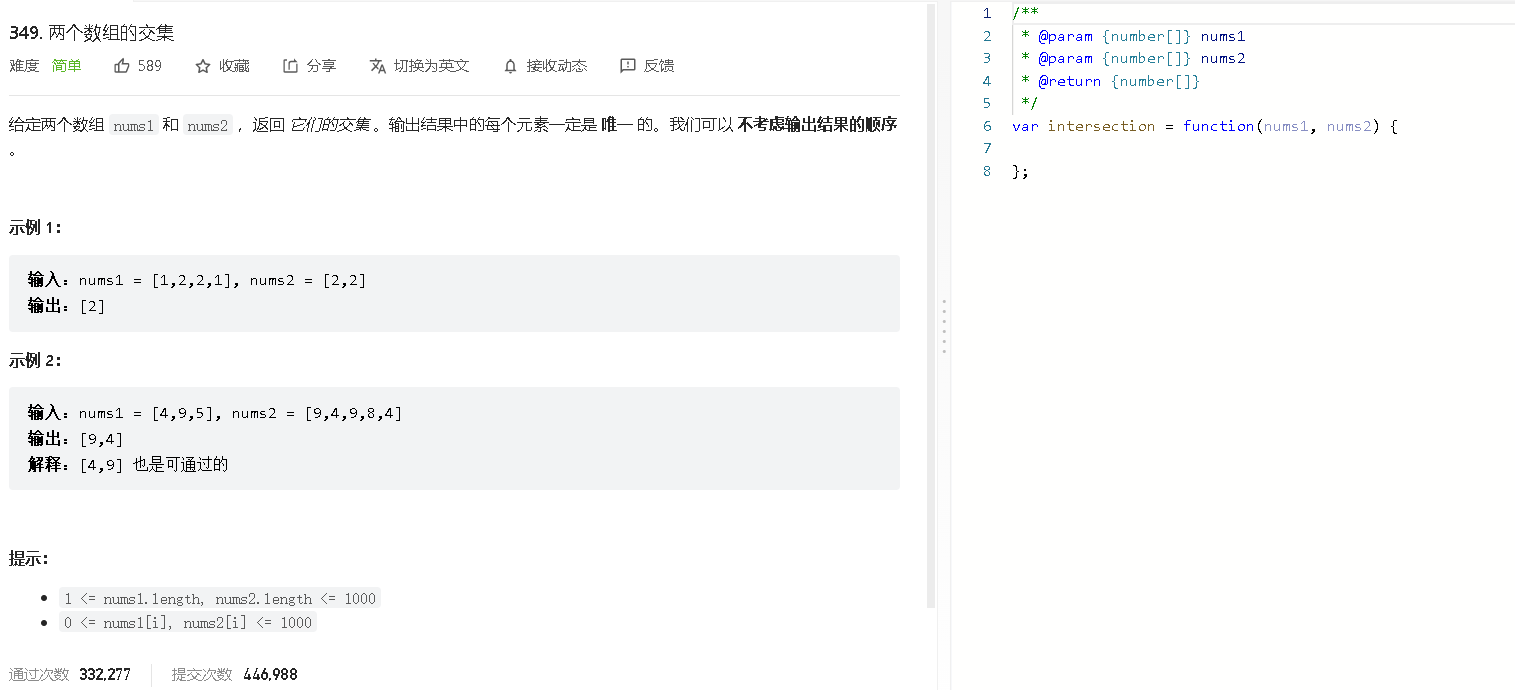 349. 两个数组的交集
难度 简单 589 收藏 分享 切换为英文 接收动态 反馈
给定两个数组 nums1 和 nums2 ，返回 它们的交集 。输出结果中的每个元素一定是 唯一 的。我们可以 不考虑输出结果的顺序
。
示例 1：
输入：nums1 = [1,2,2,1], nums2 = [2,2]
输出：[2]
示例 2：
输入：nums1 = [4,9,5], nums2 = [9,4,9,8,4]
输出：[9,4]
解释：[4,9] 也是可通过的
提示：
1 <= nums1.length, nums2.length <= 1000
0 <= nums1[i], nums2[i] <= 1000
通过次数 332,277 提交次数 446,988
1 /**
2 * @param {number[]} nums1
3 * @param {number[]} nums2
4 * @return {number[]}
5 */
6 var intersection = function(nums1, nums2) {
7
8 };